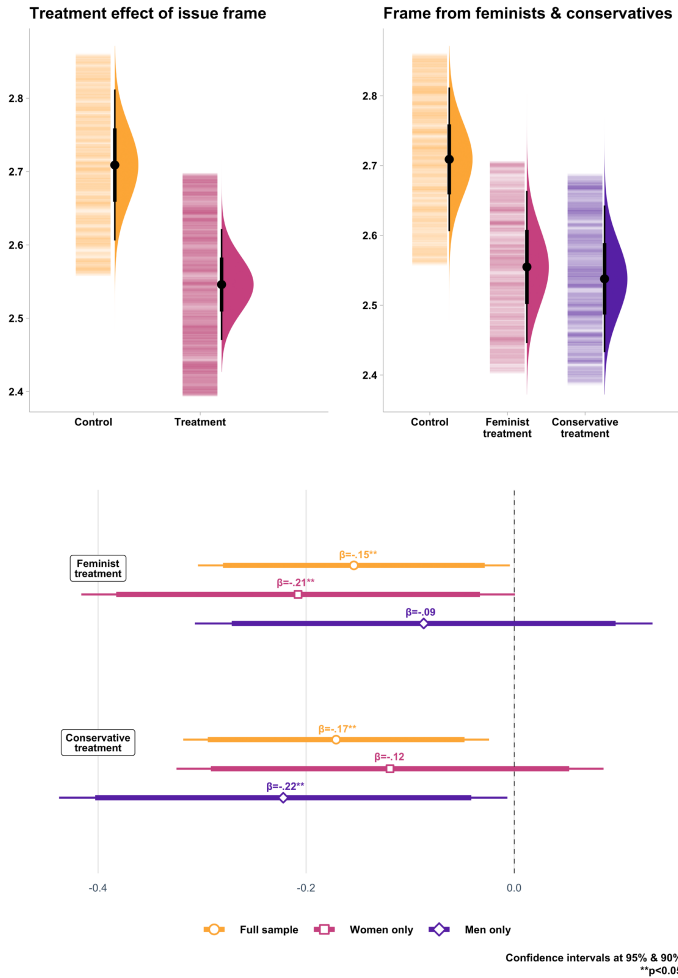 Treatment effect of issue frame
Frame from feminists & conservatives
2.8
2.7
2.6
2.5
2.4
Control
Treatment
2.8
2.7
2.6
2.5
2.4
Control
Feminist
treatment
Conservative
treatment
β=-.15**
Feminist
treatment
β=-.21**
β=-.09
β=-.17**
Conservative
treatment
β=-.12
β=-.22**
-0.4
-0.2
0.0
Full sample
Women only
Men only
Confidence intervals at 95% & 90%
**p<0.05